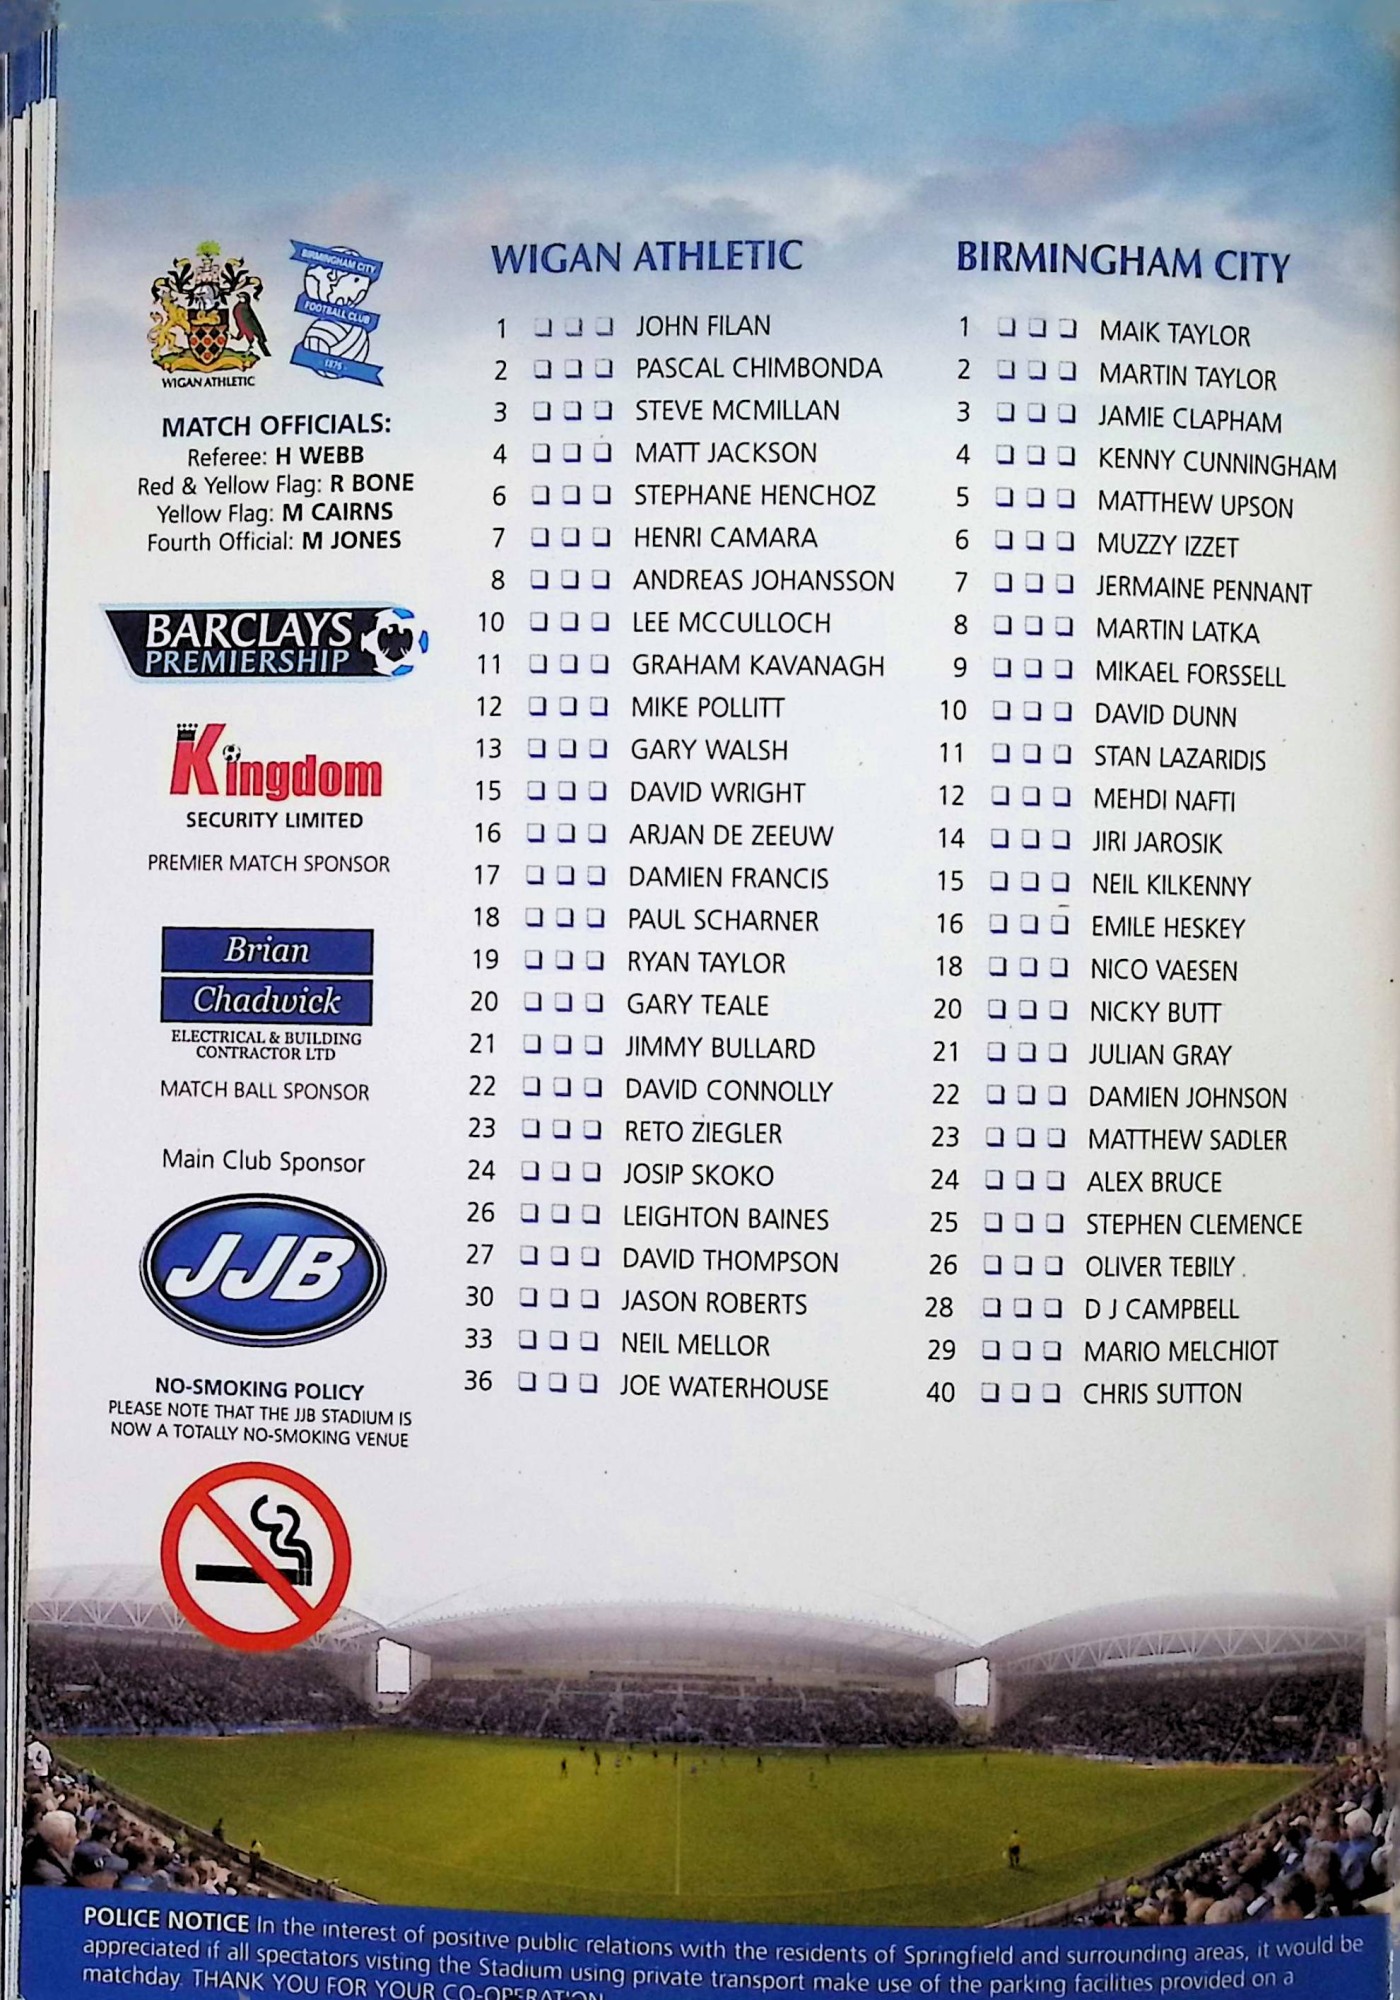 WIGAN ATHLETIC
BIRMINGHAM CITY
FOOTBALL CLUB
1875
MATCH OFFICIALS:
Referee: H WEBB
Red & Yellow Flag: R BONE
Yellow Flag: M CAIRNS
Fourth Official: M JONES
BARCLAYS
PREMIERSHIP
Kingdom
SECURITY LIMITED
PREMIER MATCH SPONSOR
Brian
Chadwick
ELECTRICAL & BUILDING
CONTRACTOR LTD
MATCH BALL SPONSOR
Main Club Sponsor
JJB
NO-SMOKING POLICY
PLEASE NOTE THAT THE JJB STADIUM IS
NOW A TOTALLY NO-SMOKING VENUE
WIGAN ATHLETIC
1 JOHN FILAN
2 PASCAL CHIMBONDA
3 STEVE MCMILLAN
4 MATT JACKSON
6 STEPHANE HENCHOZ
7 HENRI CAMARA
8 ANDREAS JOHANSSON
10 LEE MCCULLOCH
11 GRAHAM KAVANAGH
12 MIKE POLLITT
13 GARY WALSH
15 DAVID WRIGHT
16 ARJAN DE ZEEUW
17 DAMIEN FRANCIS
18 PAUL SCHARNER
19 RYAN TAYLOR
20 GARY TEALE
21 JIMMY BULLARD
22 DAVID CONNOLLY
23 RETO ZIEGLER
24 JOSIP SKOKO
26 LEIGHTON BAINES
27 DAVID THOMPSON
30 JASON ROBERTS
33 NEIL MELLOR
36 JOE WATERHOUSE
BIRMINGHAM CITY
1 MAIK TAYLOR
2 MARTIN TAYLOR
3 JAMIE CLAPHAM
4 KENNY CUNNINGHAM
5 MATTHEW UPSON
6 MUZZY IZZET
7 JERMAINE PENNANT
8 MARTIN LATKA
9 MIKAEL FORSSELL
10 DAVID DUNN
11 STAN LAZARIDIS
12 MEHDI NAFTI
14 JIRI JAROSIK
15 NEIL KILKENNY
16 EMILE HESKEY
18 NICO VAESEN
20 NICKY BUTT
21 JULIAN GRAY
22 DAMIEN JOHNSON
23 MATTHEW SADLER
24 ALEX BRUCE
25 STEPHEN CLEMENCE
26 OLIVER TEBILY
28 D J CAMPBELL
29 MARIO MELCHIOT
40 CHRIS SUTTON
POLICE NOTICE In the interest of positive public relations with the residents of Springfield and surrounding areas, it would be
appreciated if all spectators visting the Stadium using private transport make use of the parking facilities provided on a
matchday. THANK YOU FOR YOUR CO-OPERATION